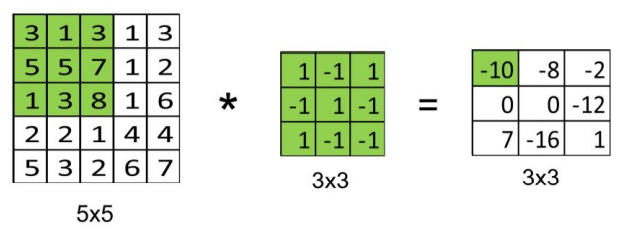 3 1 3 1 3
5 5 7 1 2
1 3 8 1 6
2 2 1 4 4
5 3 2 6 7
5x5
*
1 -1 1
-1 1 -1
1 -1 -1
3x3
=
-10 -8 -2
0 0 -12
7 -16 1
3x3